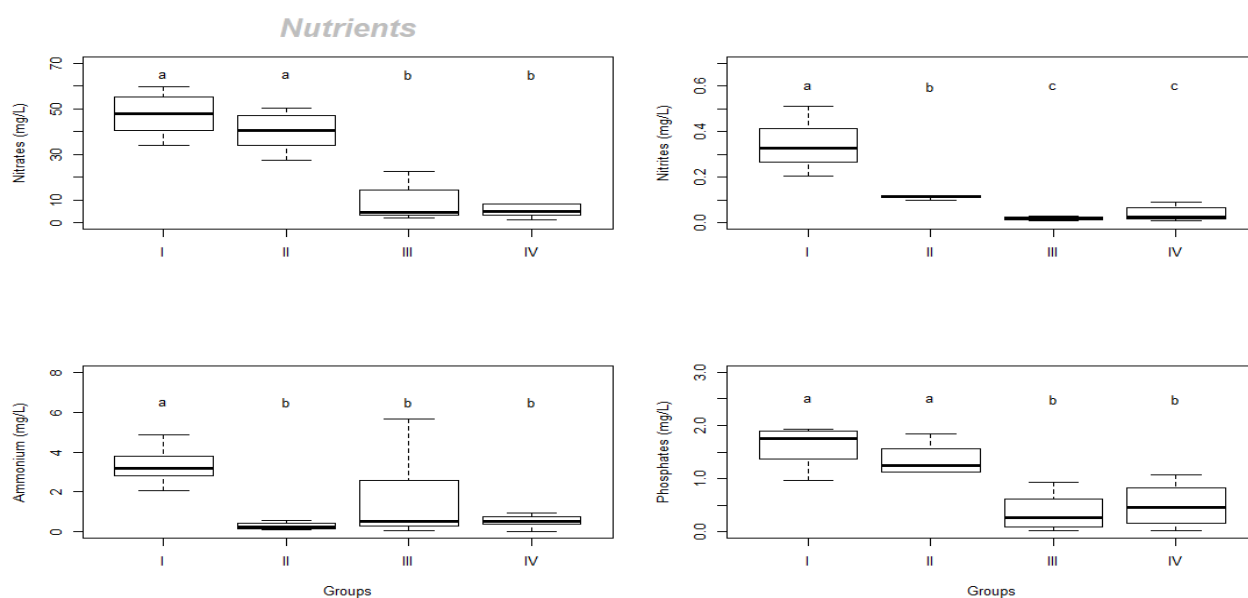 Nutrients
Nitrates (mg/L)
70
50
30
10
0
a a b b
I II III IV
Nitrites (mg/L)
0.6
0.4
0.2
0.0
a b c c
I II III IV
Ammonium (mg/L)
8
6
4
2
0
a b b b
I II III IV
Groups
Phosphates (mg/L)
3.0
2.0
1.0
0.0
a a b b
I II III IV
Groups